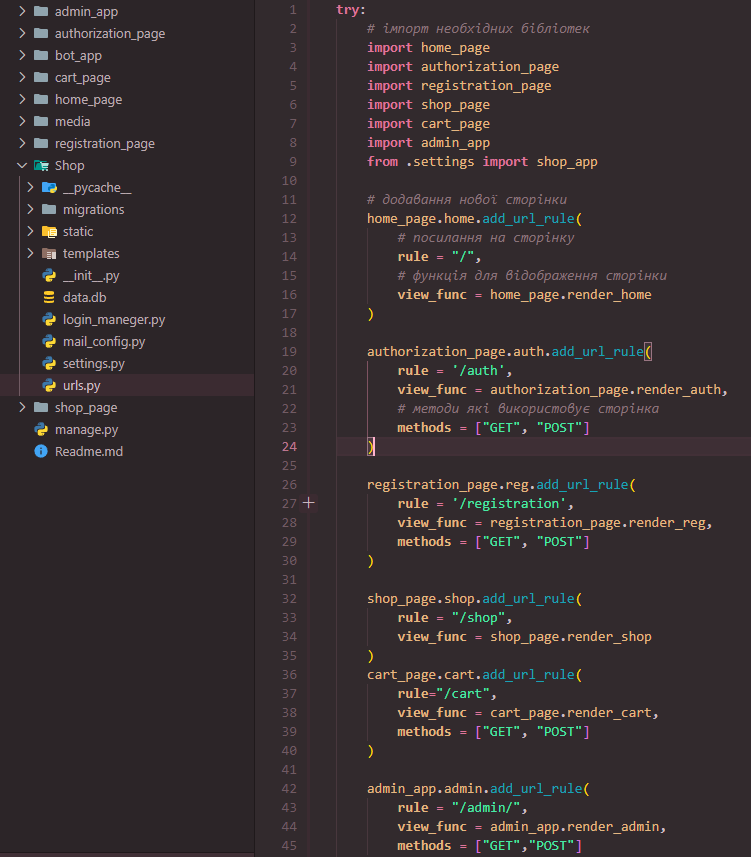 admin_app
authorization_page
bot_app
cart_page
home_page
media
registration_page
Shop
__pycache__
migrations
static
templates
__init__.py
data.db
login_maneger.py
mail_config.py
settings.py
urls.py
shop_page
manage.py
Readme.md
1 try:
2 # імпорт необхідних бібліотек
3 import home_page
4 import authorization_page
5 import registration_page
6 import shop_page
7 import cart_page
8 import admin_app
9 from .settings import shop_app
10
11 # додавання нової сторінки
12 home_page.home.add_url_rule(
13 # посилання на сторінку
14 rule = "/",
15 # функція для відображення сторінки
16 view_func = home_page.render_home
17 )
18
19 authorization_page.auth.add_url_rule(
20 rule = '/auth',
21 view_func = authorization_page.render_auth,
22 # методи які використовує сторінка
23 methods = ["GET", "POST"]
24 )
25
26 registration_page.reg.add_url_rule(
27 rule = '/registration',
28 view_func = registration_page.render_reg,
29 methods = ["GET", "POST"]
30 )
31
32 shop_page.shop.add_url_rule(
33 rule = "/shop",
34 view_func = shop_page.render_shop
35 )
36 cart_page.cart.add_url_rule(
37 rule="/cart",
38 view_func = cart_page.render_cart,
39 methods = ["GET", "POST"]
40 )
41
42 admin_app.admin.add_url_rule(
43 rule = "/admin/",
44 view_func = admin_app.render_admin,
45 methods = ["GET","POST"]